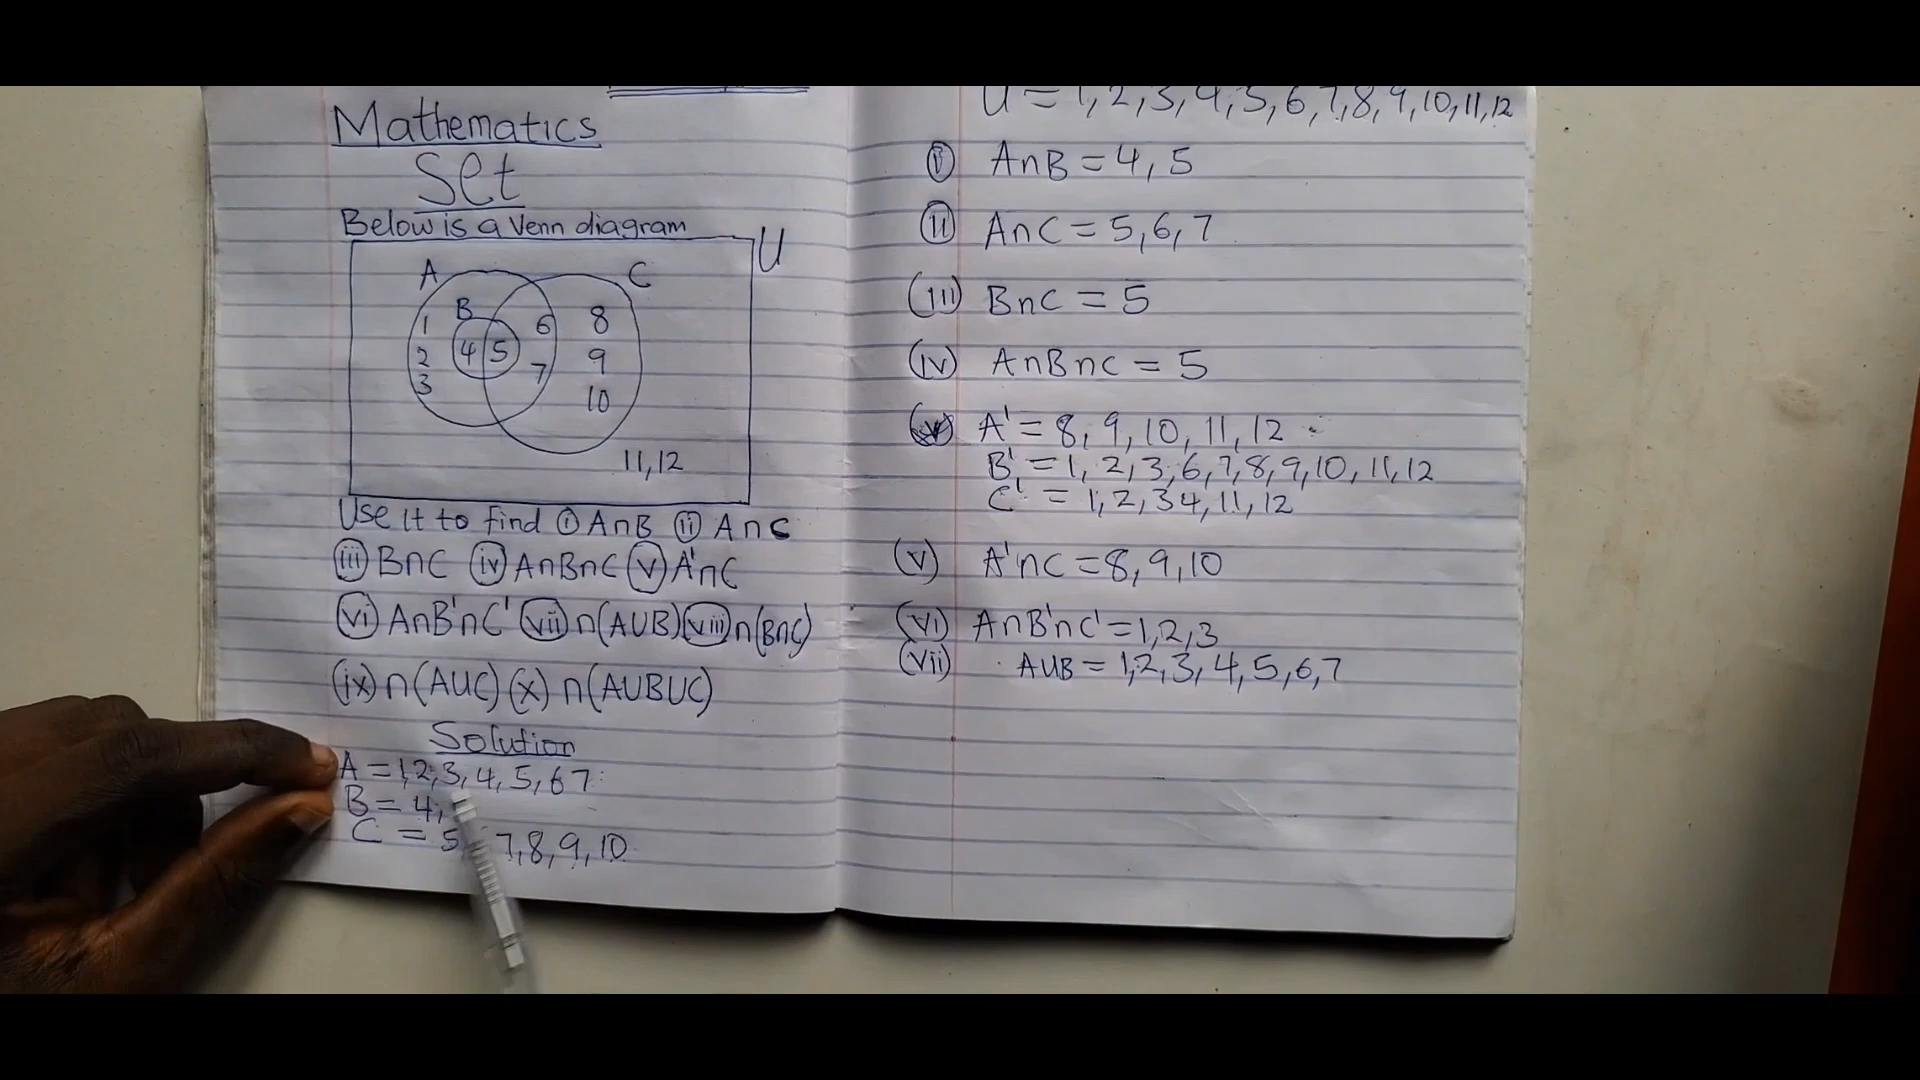 Mathematics
Set
Below is a Venn diagram
U
A
C
B
1
6
8
4
5
2
9
7
3
10
11,12
Use it to find (i) A∩B (ii) A∩C
(iii) B∩C (iv) A∩B∩C (v) A'∩C
(vi) A∩B'∩C' (vii) n(AUB) (viii) n(B∩C)
(ix) n(AUC) (x) n(AUBUC)
Solution
A = 1,2,3,4,5,6 7
B = 4,
C = 5 7,8,9,10
U = 1,2,3,4,5,6,7,8,9,10,11,12
(i) A∩B = 4, 5
(ii) A∩C = 5,6,7
(iii) B∩C = 5
(iv) A∩B∩C = 5
A' = 8, 9, 10, 11, 12
B' = 1, 2, 3, 6, 7, 8, 9, 10, 11, 12
C' = 1, 2, 3 4, 11, 12
(v) A'∩C = 8, 9, 10
(vi) A∩B'∩C' = 1,2,3
(vii) AUB = 1,2,3,4,5,6,7